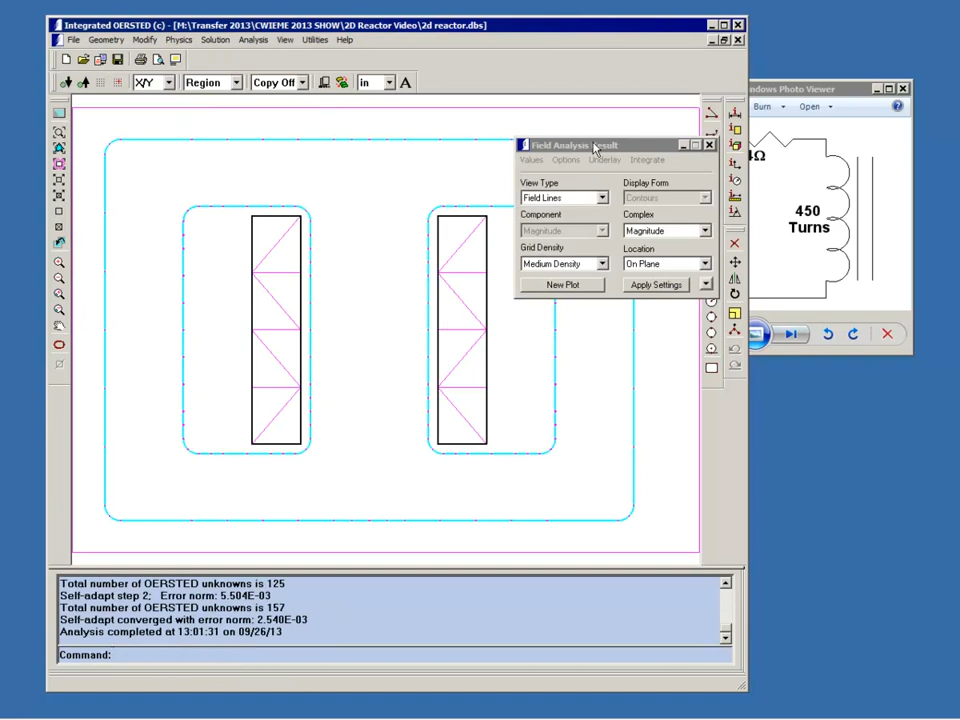 Integrated OERSTED (c) - [M:\Transfer 2013\CWIEME 2013 SHOW\2D Reactor Video\2d reactor.dbs]
File Geometry Modify Physics Solution Analysis View Utilities Help
X/Y Region Copy Off in A
Field Analysis Result
Values Options Underlay Integrate
View Type Display Form
Field Lines Contours
Component Complex
Magnitude Magnitude
Grid Density Location
Medium Density On Plane
New Plot Apply Settings
ndows Photo Viewer
Burn Open
4Ω
450
Turns
Total number of OERSTED unknowns is 125
Self-adapt step 2; Error norm: 5.504E-03
Total number of OERSTED unknowns is 157
Self-adapt converged with error norm: 2.540E-03
Analysis completed at 13:01:31 on 09/26/13
Command: